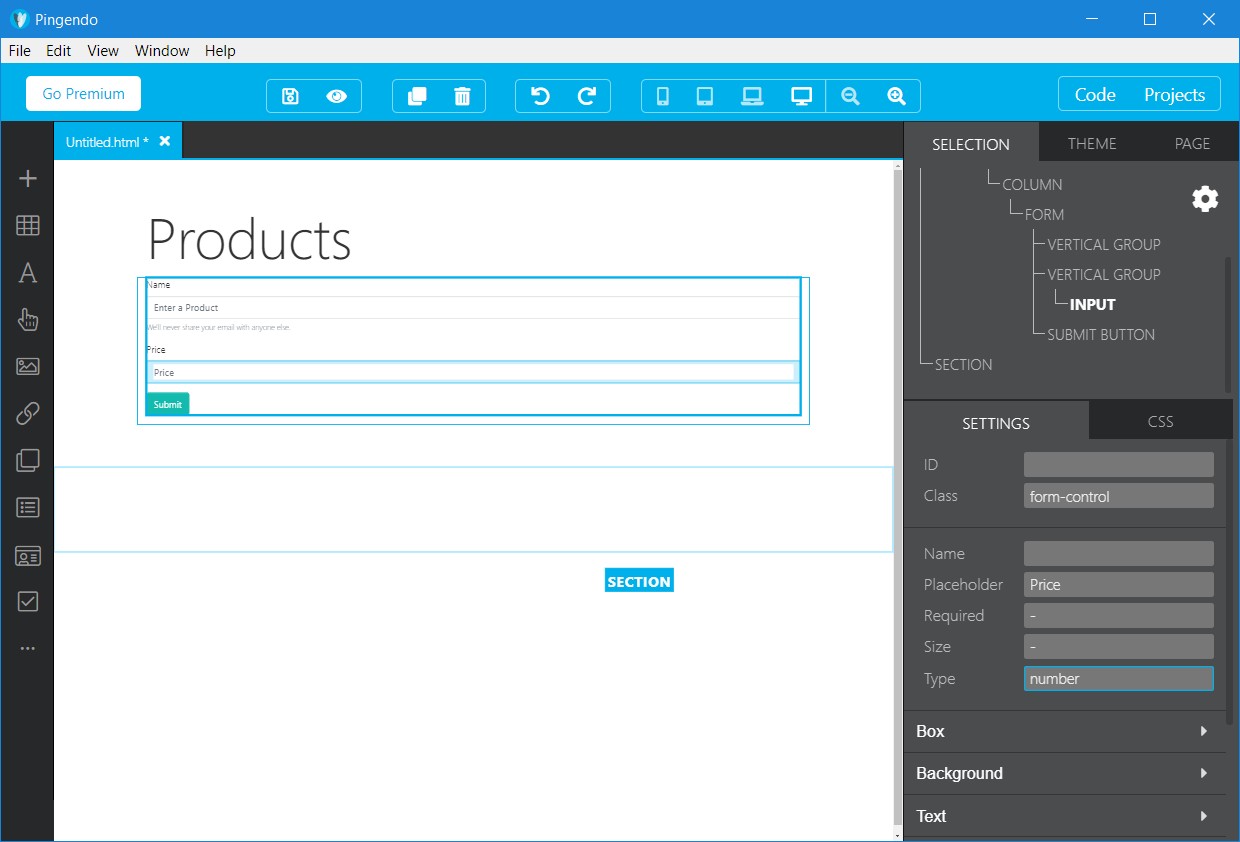 Pingendo
File Edit View Window Help
Go Premium
Code Projects
Untitled.html *
SELECTION THEME PAGE
Products
Name
Enter a Product
We'll never share your email with anyone else.
Price
Price
Submit
SECTION
COLUMN
FORM
VERTICAL GROUP
VERTICAL GROUP
INPUT
SUBMIT BUTTON
SECTION
SETTINGS CSS
ID
Class form-control
Name
Placeholder Price
Required -
Size -
Type number
Box
Background
Text